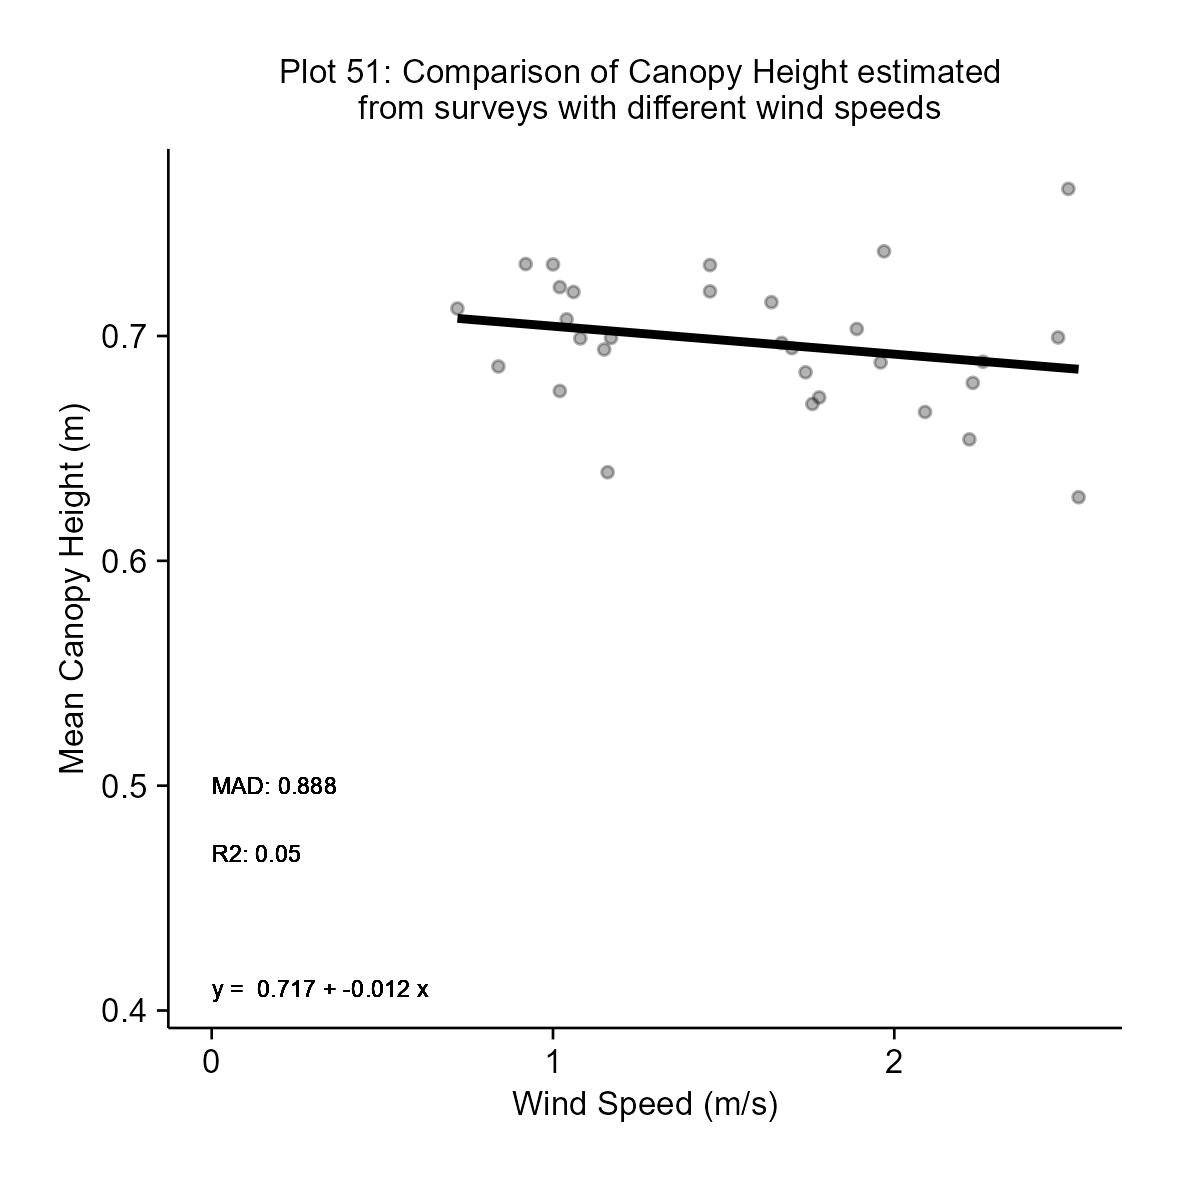 Plot 51: Comparison of Canopy Height estimated
from surveys with different wind speeds
Mean Canopy Height (m)
0.7
0.6
0.5
0.4
MAD: 0.888
R2: 0.05
y =  0.717 + -0.012 x
0 1 2
Wind Speed (m/s)